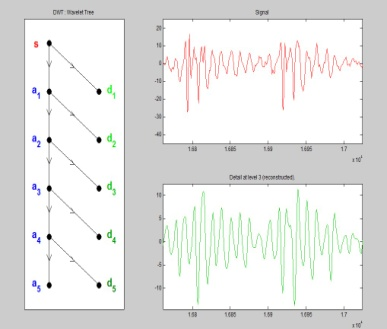 DWT : Wavelet Tree
s
a1
d1
a2
d2
a3
d3
a4
d4
a5
d5
Signal
20
10
0
-10
-20
-30
-40
1.68
1.685
1.69
1.695
1.7
x 10^4
Detail at level 3 (reconstructed)
10
5
0
-5
-10
1.68
1.685
1.69
1.695
1.7
x 10^4